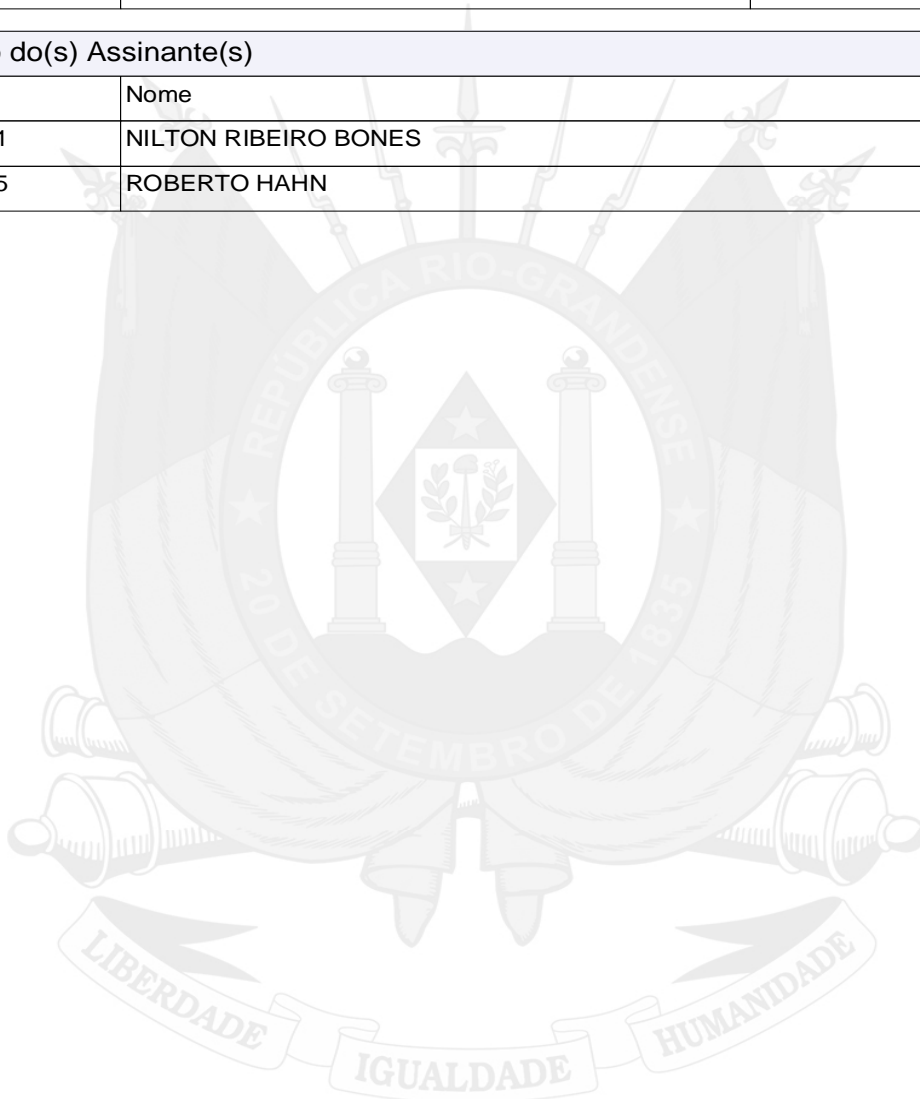 do(s) Assinante(s)
Nome
1 NILTON RIBEIRO BONES
5 ROBERTO HAHN
REPÚBLICA RIO-GRANDENSE
20 DE SETEMBRO DE 1835
LIBERDADE IGUALDADE HUMANIDADE